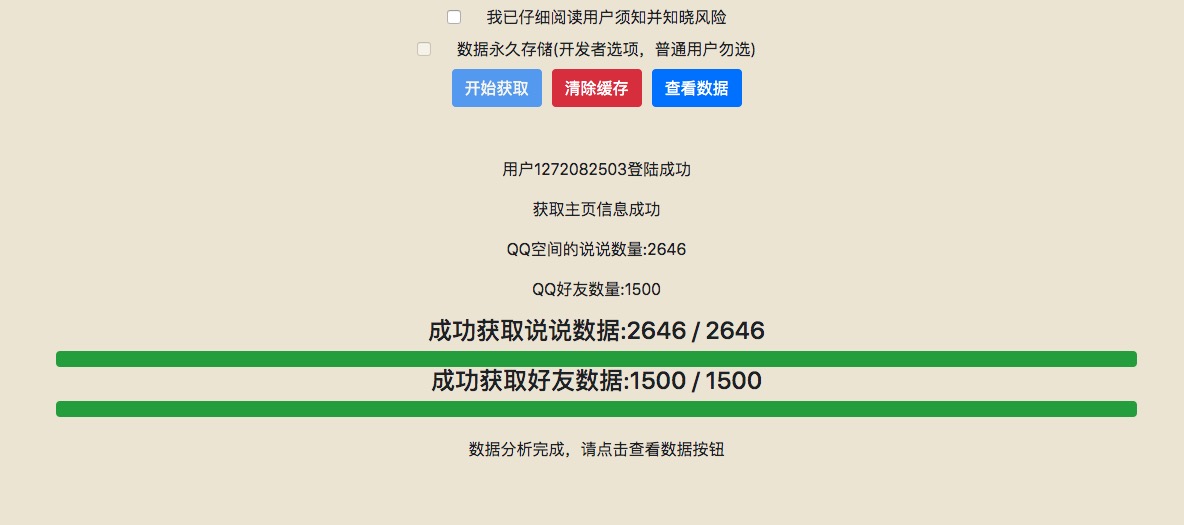 我已仔细阅读用户须知并知晓风险
数据永久存储(开发者选项，普通用户勿选)
开始获取 清除缓存 查看数据
用户1272082503登陆成功
获取主页信息成功
QQ空间的说说数量:2646
QQ好友数量:1500
成功获取说说数据:2646 / 2646
成功获取好友数据:1500 / 1500
数据分析完成，请点击查看数据按钮